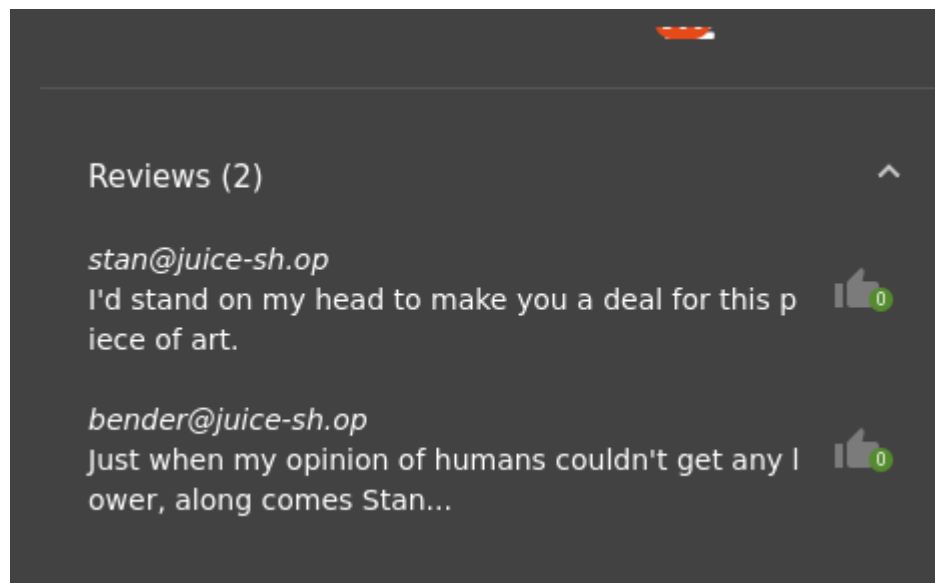 Reviews (2)
stan@juice-sh.op
I'd stand on my head to make you a deal for this p
iece of art.
0
bender@juice-sh.op
Just when my opinion of humans couldn't get any l
ower, along comes Stan...
0